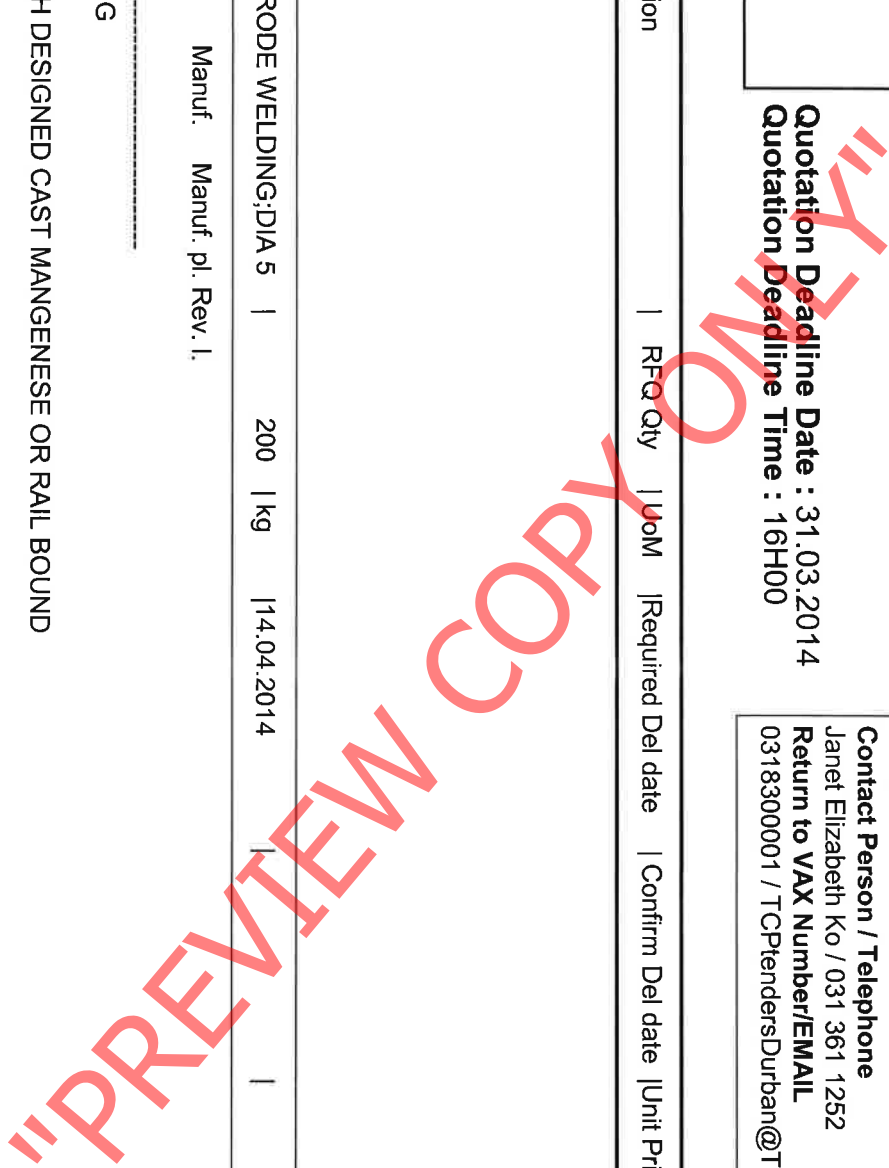 Contact Person / Telephone
Janet Elizabeth Ko / 031 361 1252
Return to VAX Number/EMAIL
0318300001 / TCPtendersDurban@T
Quotation Deadline Date : 31.03.2014
Quotation Deadline Time : 16H00
ion | RFQ Qty | UoM |Required Del date | Confirm Del date |Unit Pri
RODE WELDING;DIA 5 | 200 | kg |14.04.2014 | |
Manuf. Manuf. pl. Rev. I.
G
H DESIGNED CAST MANGENESE OR RAIL BOUND
"PREVIEW COPY ONLY"